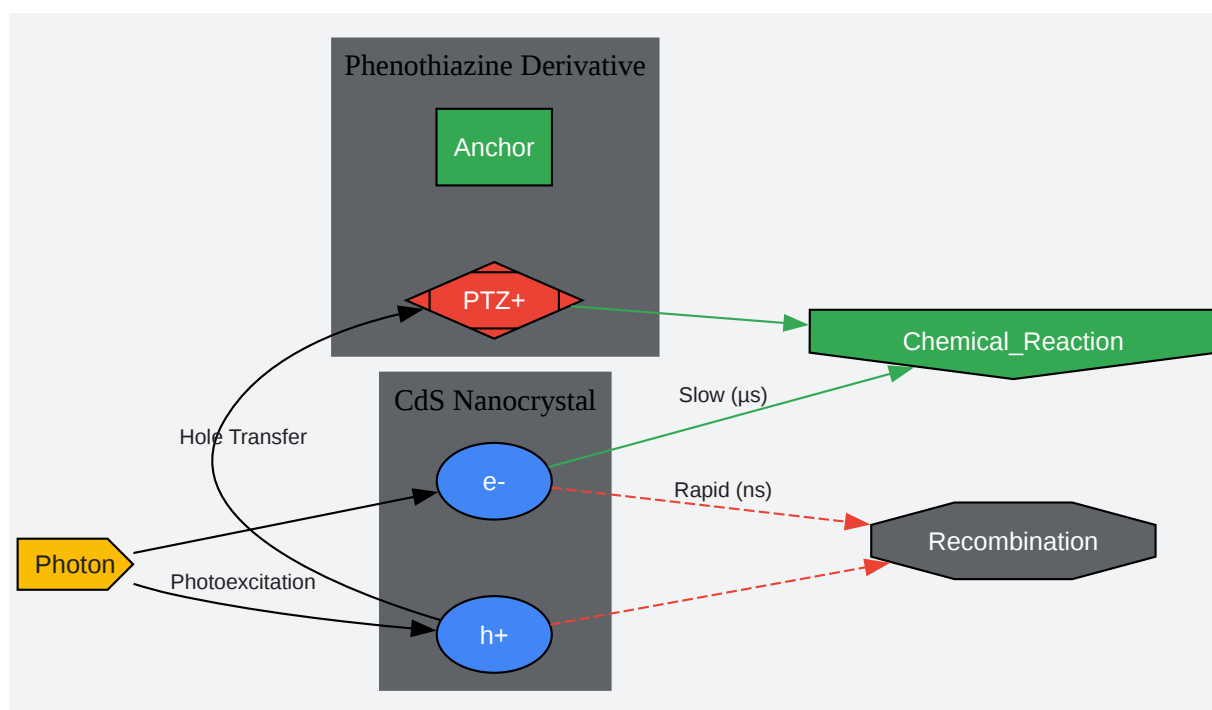 Phenothiazine Derivative
Anchor
PTZ+
Chemical_Reaction
Slow (µs)
CdS Nanocrystal
Hole Transfer
e-
Rapid (ns)
Recombination
Photon
Photoexcitation
h+